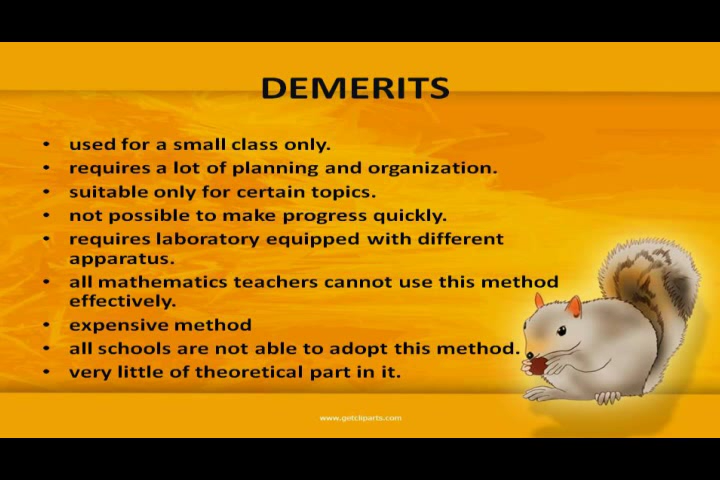 DEMERITS
• used for a small class only.
• requires a lot of planning and organization.
• suitable only for certain topics.
• not possible to make progress quickly.
• requires laboratory equipped with different
apparatus.
• all mathematics teachers cannot use this method
effectively.
• expensive method
• all schools are not able to adopt this method.
• very little of theoretical part in it.
www.getcliparts.com